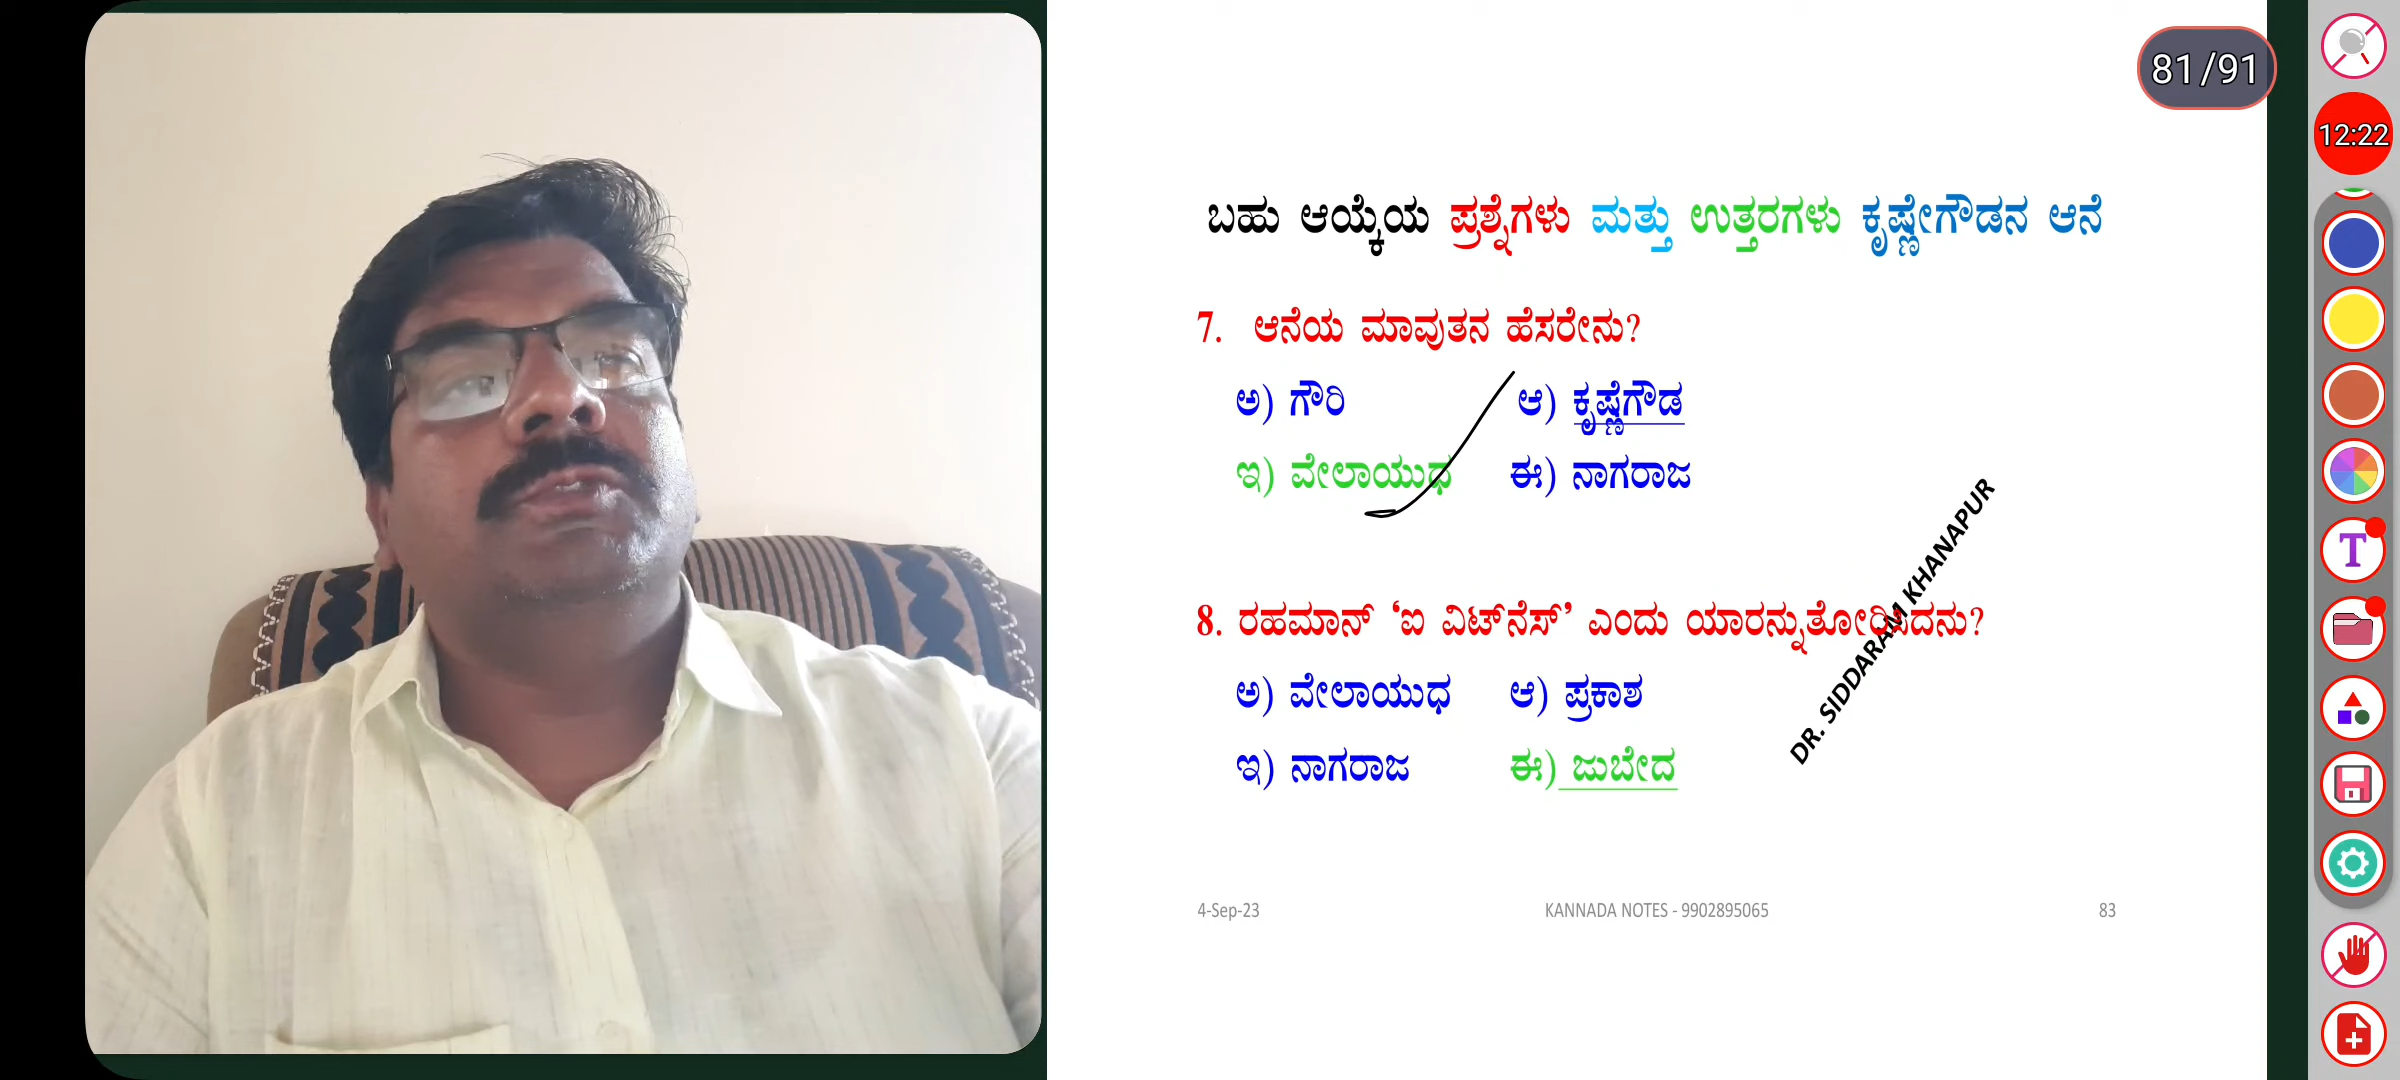 81/91
12:22
ಬಹು ಆಯ್ಕೆಯ ಪ್ರಶ್ನೆಗಳು ಮತ್ತು ಉತ್ತರಗಳು ಕೃಷ್ಣೇಗೌಡನ ಆನೆ
7. ಆನೆಯ ಮಾವುತನ ಹೆಸರೇನು?
ಅ) ಗೌರಿ ಆ) ಕೃಷ್ಣೆಗೌಡ
ಇ) ವೇಲಾಯುಧ ಈ) ನಾಗರಾಜ
8. ರಹಮಾನ್ ‘ಐ ವಿಟ್‌ನೆಸ್’ ಎಂದು ಯಾರನ್ನುತೋರಿಸಿದನು?
ಅ) ವೇಲಾಯುಧ ಆ) ಪ್ರಕಾಶ
ಇ) ನಾಗರಾಜ ಈ) ಜುಬೇದ
DR. SIDDARAM KHANAPUR
4-Sep-23 KANNADA NOTES - 9902895065 83
T